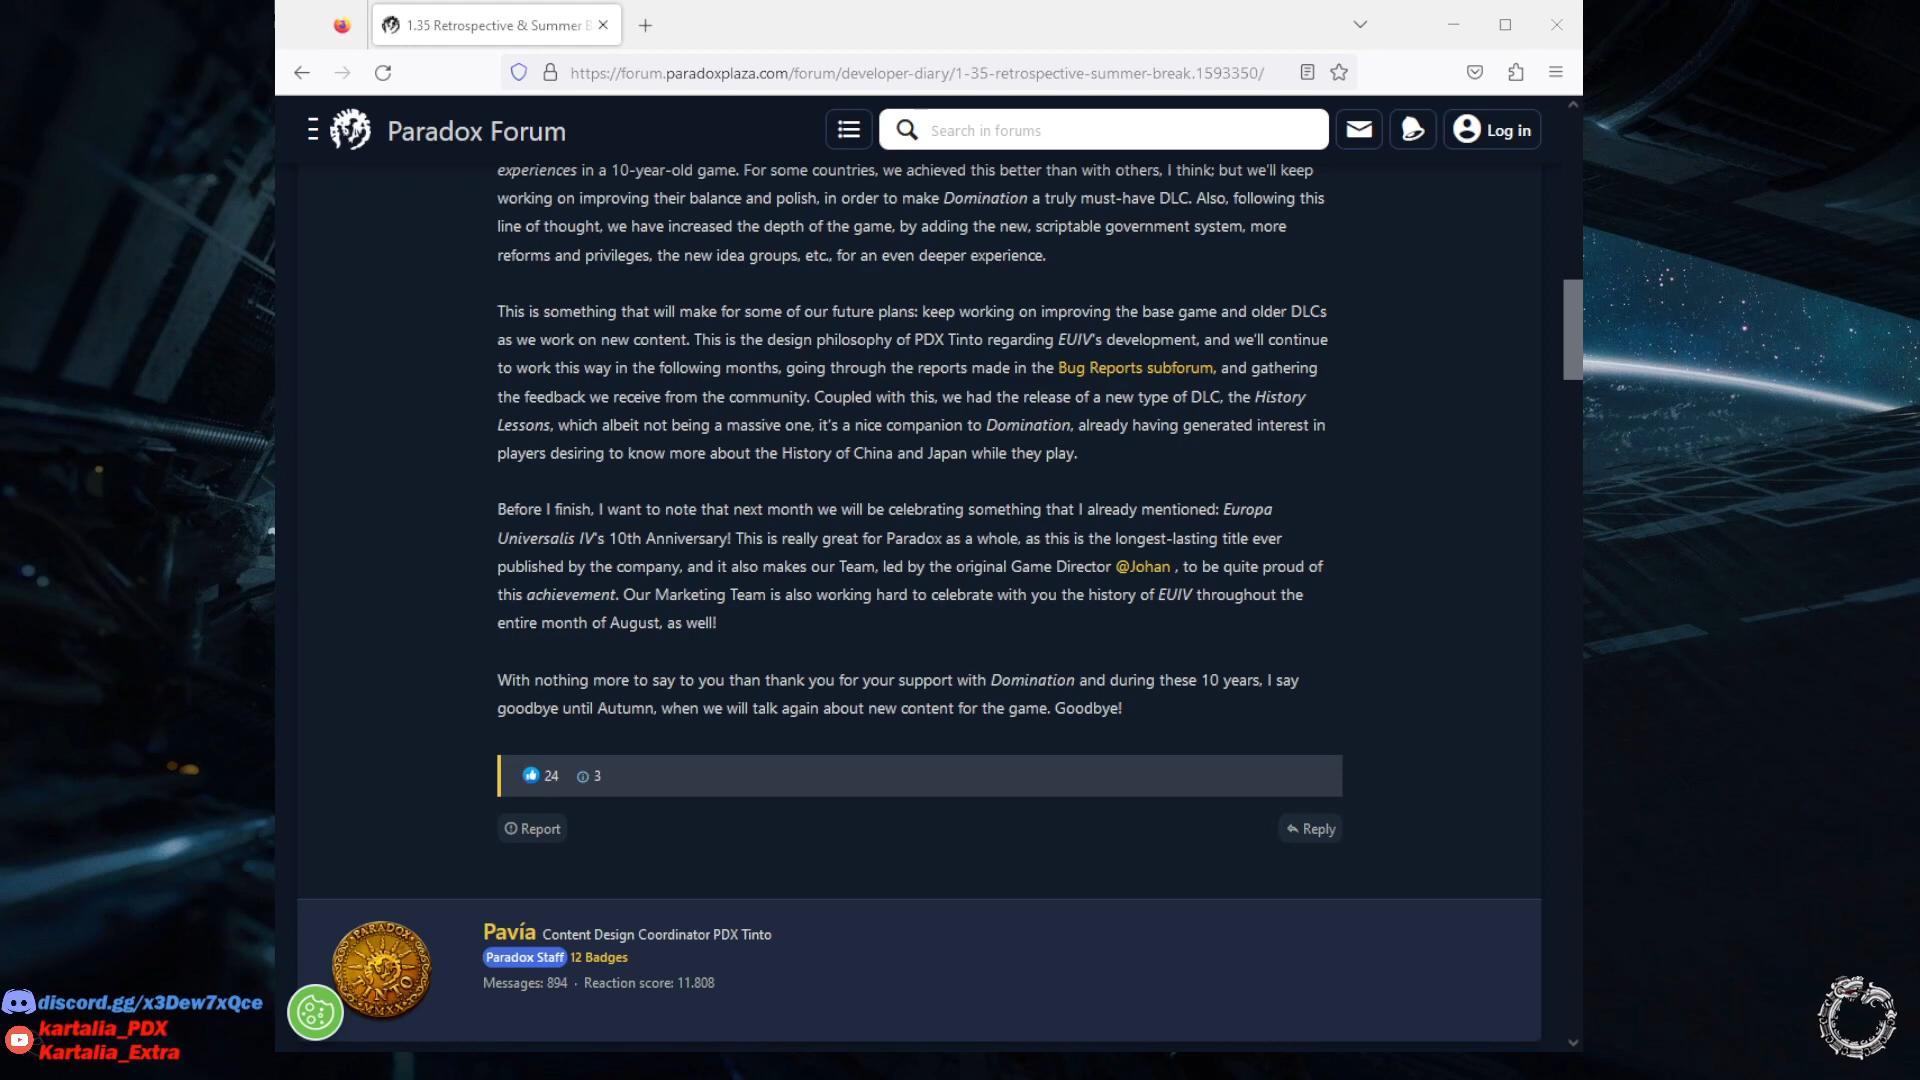 1.35 Retrospective & Summer B
https://forum.paradoxplaza.com/forum/developer-diary/1-35-retrospective-summer-break.1593350/
Paradox Forum
Search in forums
Log in
experiences in a 10-year-old game. For some countries, we achieved this better than with others, I think; but we'll keep
working on improving their balance and polish, in order to make Domination a truly must-have DLC. Also, following this
line of thought, we have increased the depth of the game, by adding the new, scriptable government system, more
reforms and privileges, the new idea groups, etc., for an even deeper experience.
This is something that will make for some of our future plans: keep working on improving the base game and older DLCs
as we work on new content. This is the design philosophy of PDX Tinto regarding EUIV's development, and we'll continue
to work this way in the following months, going through the reports made in the Bug Reports subforum, and gathering
the feedback we receive from the community. Coupled with this, we had the release of a new type of DLC, the History
Lessons, which albeit not being a massive one, it's a nice companion to Domination, already having generated interest in
players desiring to know more about the History of China and Japan while they play.
Before I finish, I want to note that next month we will be celebrating something that I already mentioned: Europa
Universalis IV's 10th Anniversary! This is really great for Paradox as a whole, as this is the longest-lasting title ever
published by the company, and it also makes our Team, led by the original Game Director @Johan , to be quite proud of
this achievement. Our Marketing Team is also working hard to celebrate with you the history of EUIV throughout the
entire month of August, as well!
With nothing more to say to you than thank you for your support with Domination and during these 10 years, I say
goodbye until Autumn, when we will talk again about new content for the game. Goodbye!
24 3
Report
Reply
PARADOX
TINTO
Pavía Content Design Coordinator PDX Tinto
Paradox Staff 12 Badges
Messages: 894 · Reaction score: 11.808
discord.gg/x3Dew7xQce
kartalia_PDX
Kartalia_Extra